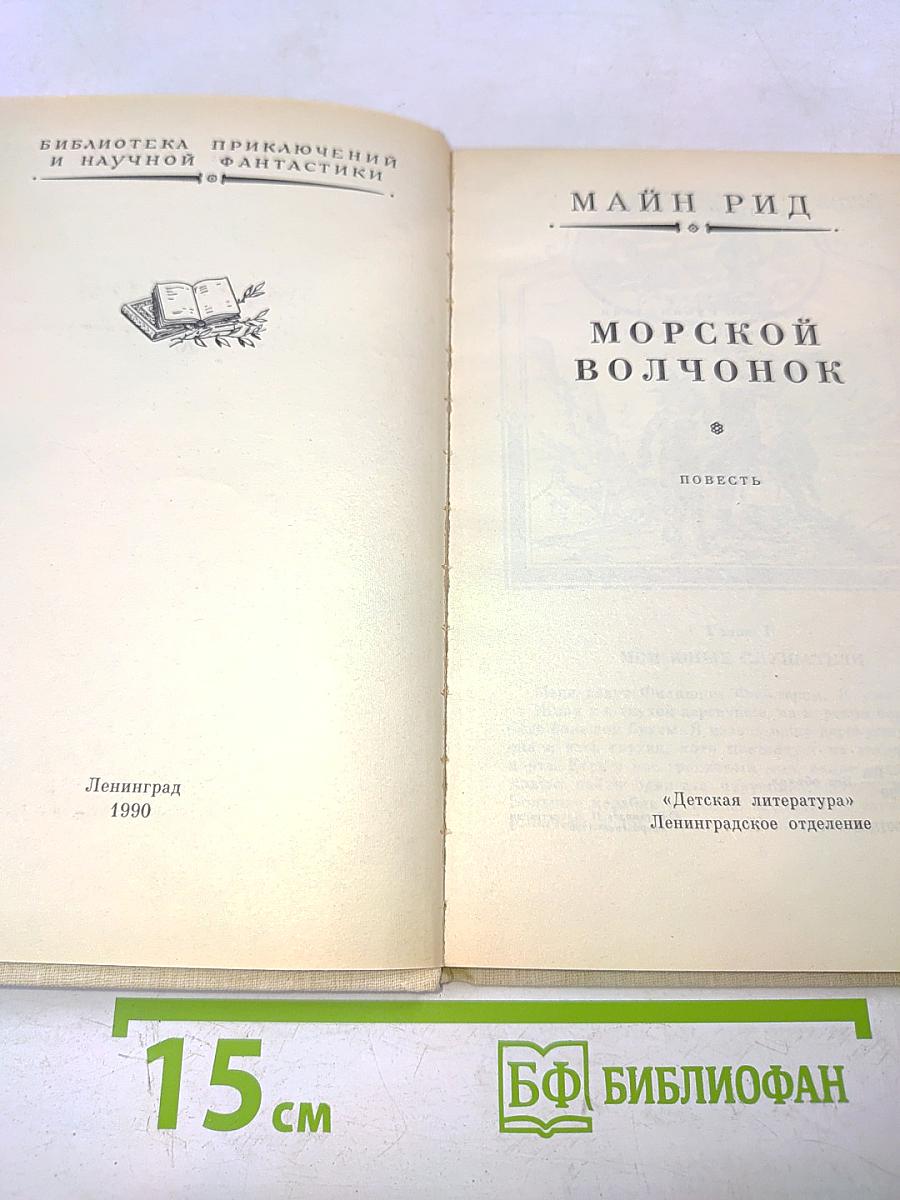 БИБЛИОТЕКА ПРИКЛЮЧЕНИЙ
И НАУЧНОЙ ФАНТАСТИКИ
Ленинград
1990
МАЙН РИД
МОРСКОЙ
ВОЛЧОНОК
ПОВЕСТЬ
«Детская литература»
Ленинградское отделение
15 см
БФ БИБЛИОФАН